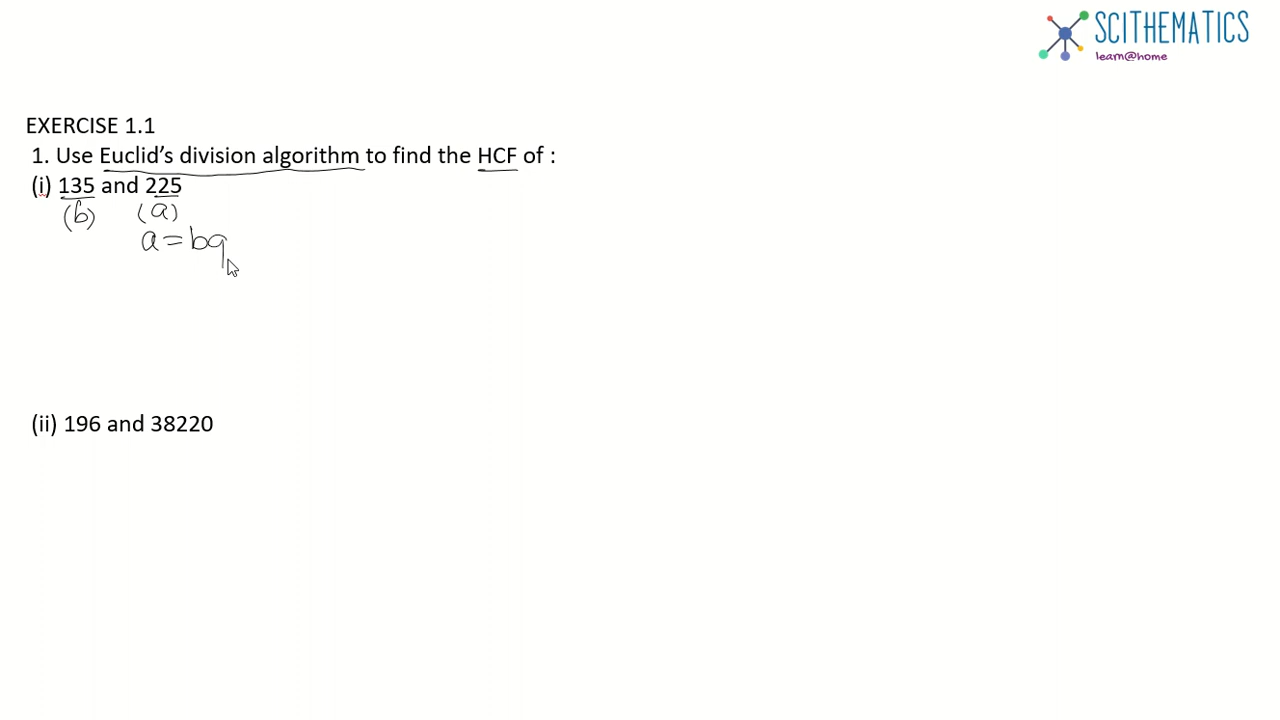 SCITHEMATICS
learn@home
EXERCISE 1.1
1. Use Euclid’s division algorithm to find the HCF of :
(i) 135 and 225
(b) (a)
a = bq
(ii) 196 and 38220